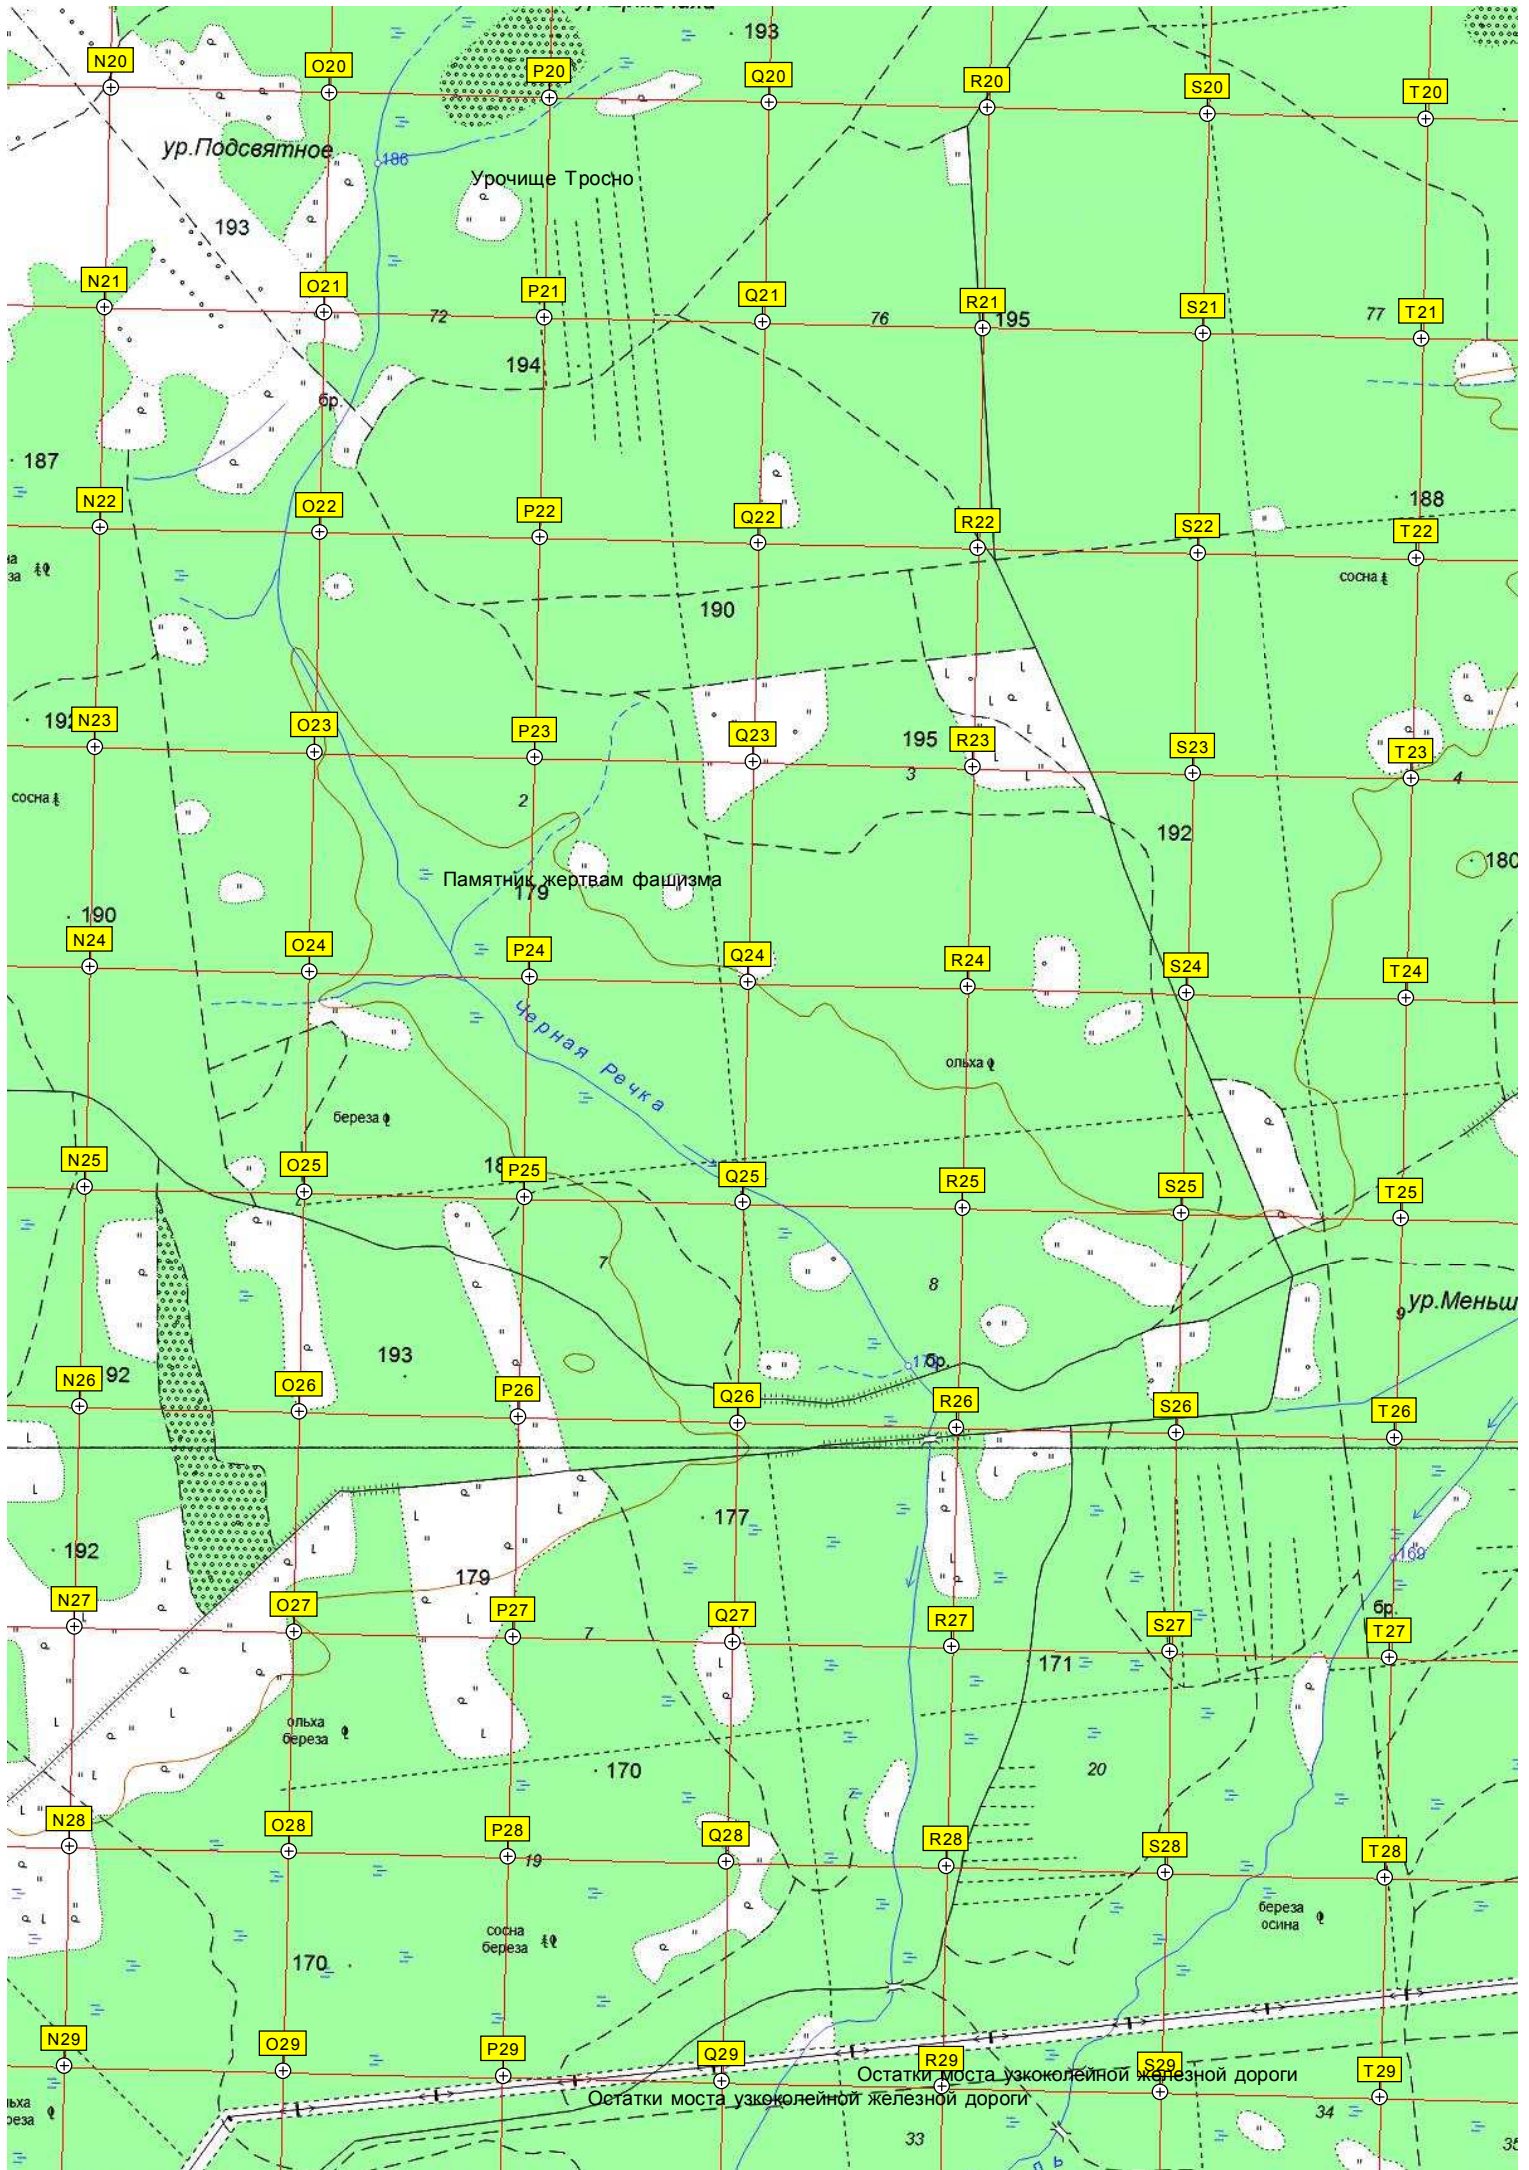 193
N20
O20
P20
Q20
R20
S20
T20
ур.Подсвятное
186
Урочище Тросно
193
N21
O21
P21
Q21
R21
S21
T21
72
76
195
77
194
бр.
187
188
N22
O22
P22
Q22
R22
S22
T22
сосна
190
N23
O23
P23
Q23
R23
S23
T23
195
2
3
4
сосна
192
180
Памятник жертвам фашизма
179
190
N24
O24
P24
Q24
R24
S24
T24
Черная Речка
ольха
береза
N25
O25
P25
Q25
R25
S25
T25
7
8
9
ур.Меньш
193
бр.
92
N26
O26
P26
Q26
R26
S26
T26
177
192
169
179
бр.
N27
O27
P27
Q27
R27
S27
T27
7
171
ольха
береза
170
20
N28
O28
P28
Q28
R28
S28
T28
19
береза
осина
сосна
береза
170
N29
O29
P29
Q29
R29
S29
T29
Остатки моста узкоколейной железной дороги
Остатки моста узкоколейной железной дороги
34
33
35